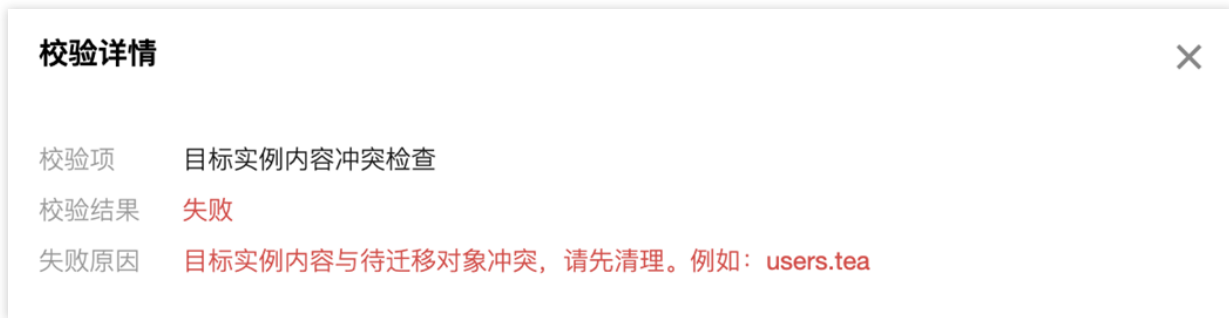 校验详情
校验项 目标实例内容冲突检查
校验结果 失败
失败原因 目标实例内容与待迁移对象冲突，请先清理。例如：users.tea